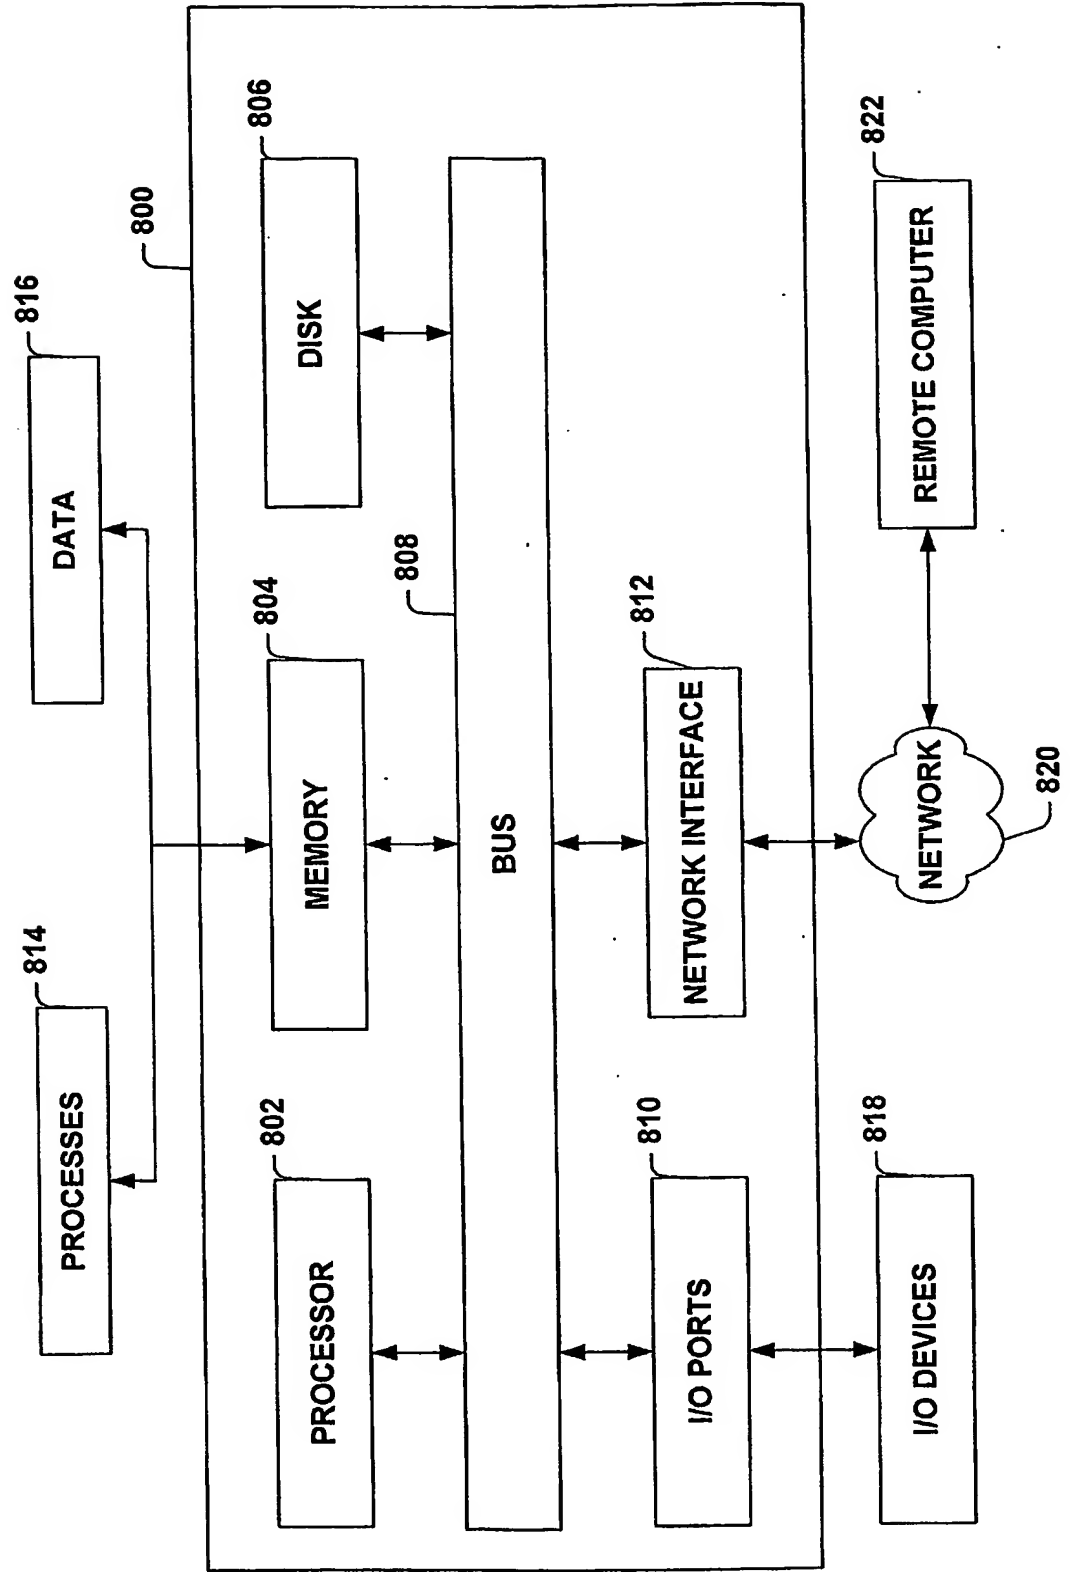 PROCESSES
814
DATA
816
800
PROCESSOR
802
MEMORY
804
DISK
806
BUS
808
I/O PORTS
810
NETWORK INTERFACE
812
I/O DEVICES
818
NETWORK
820
REMOTE COMPUTER
822